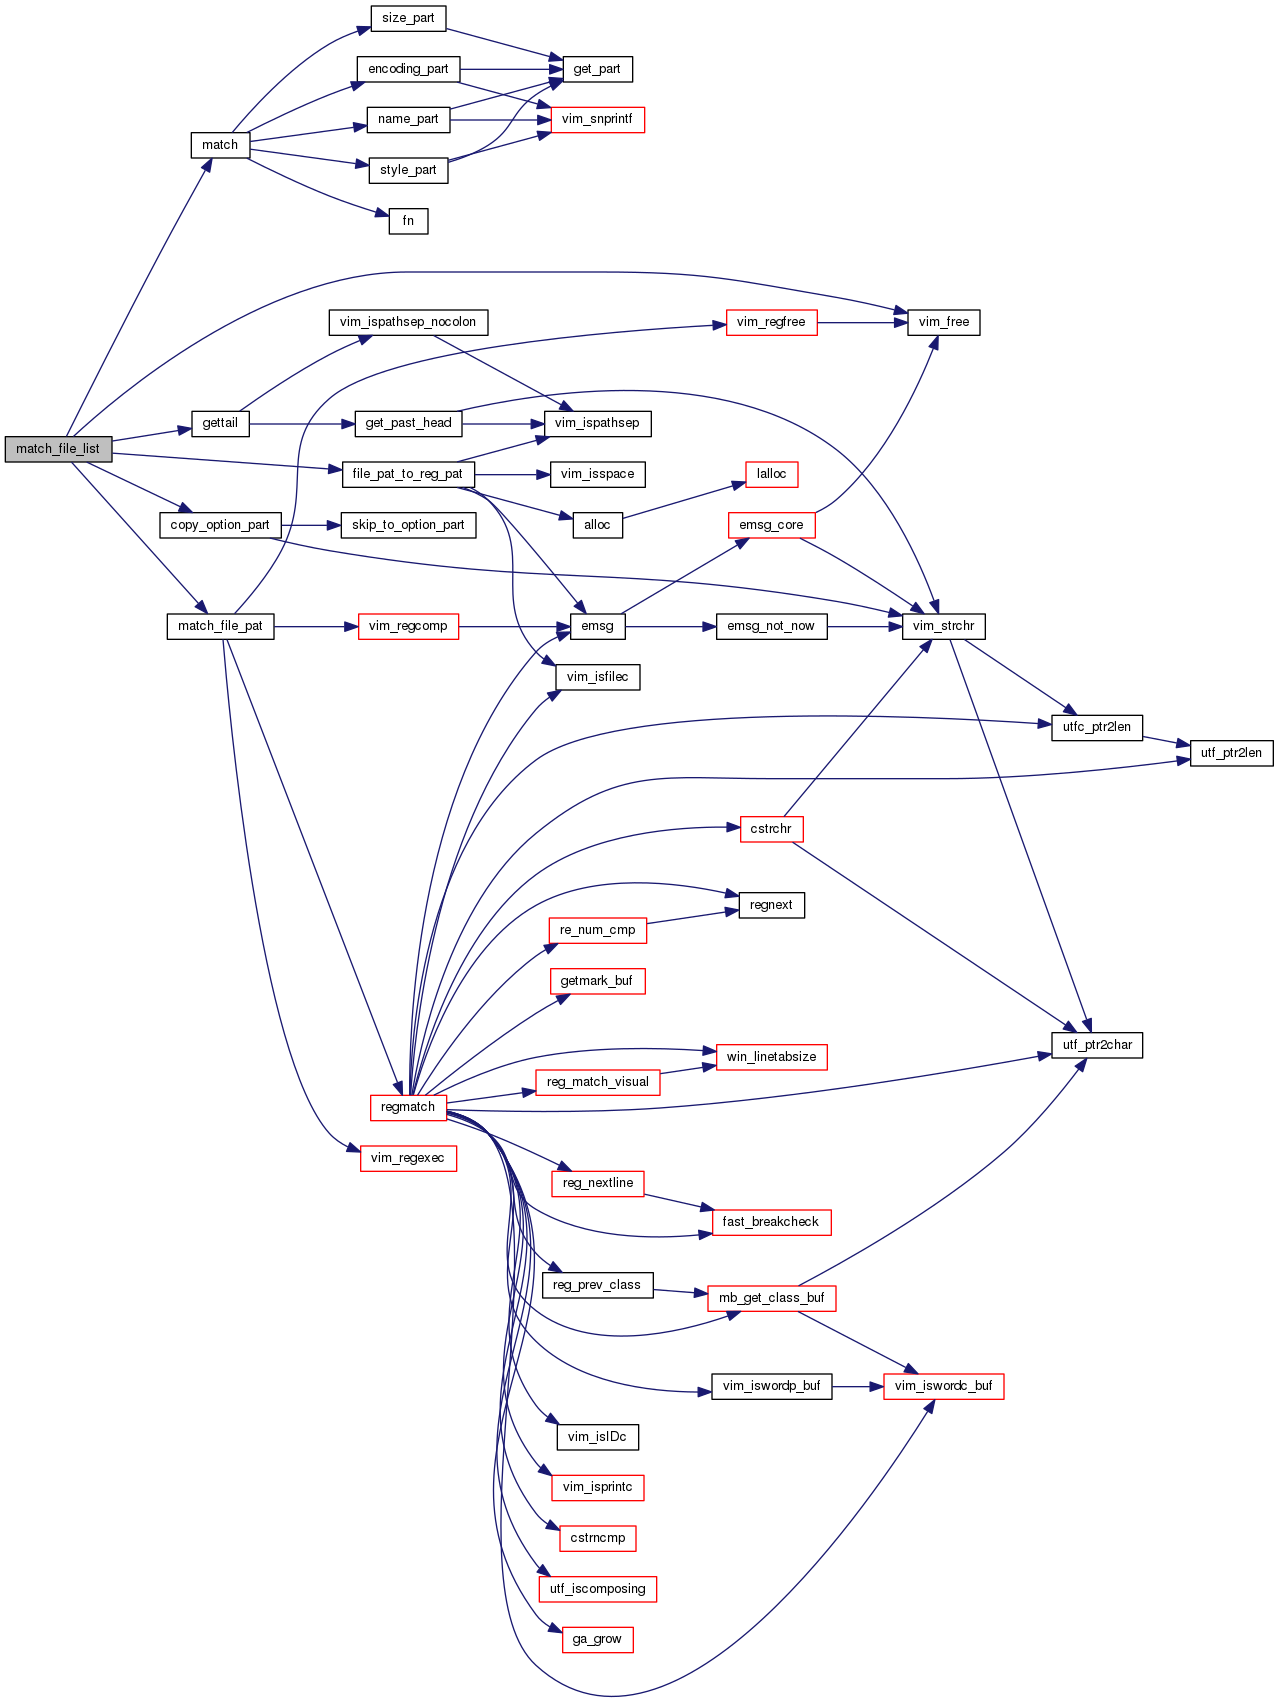 size_part
encoding_part
get_part
name_part
vim_snprintf
match
style_part
fn
vim_ispathsep_nocolon
vim_regfree
vim_free
gettail
get_past_head
vim_ispathsep
match_file_list
file_pat_to_reg_pat
vim_isspace
lalloc
copy_option_part
skip_to_option_part
alloc
emsg_core
match_file_pat
vim_regcomp
emsg
emsg_not_now
vim_strchr
vim_isfilec
utfc_ptr2len
utf_ptr2len
cstrchr
regnext
re_num_cmp
getmark_buf
utf_ptr2char
win_linetabsize
reg_match_visual
regmatch
vim_regexec
reg_nextline
fast_breakcheck
reg_prev_class
mb_get_class_buf
vim_iswordp_buf
vim_iswordc_buf
vim_isIDc
vim_isprintc
cstrncmp
utf_iscomposing
ga_grow